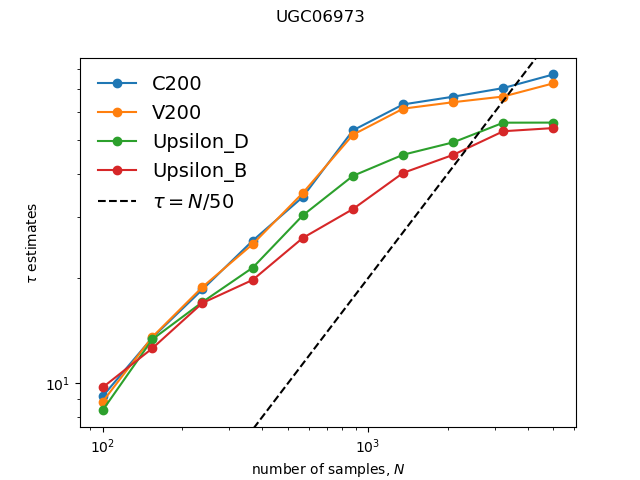 UGC06973
C200
V200
Upsilon_D
Upsilon_B
τ = N/50
τ estimates
10¹
10² 10³
number of samples, N